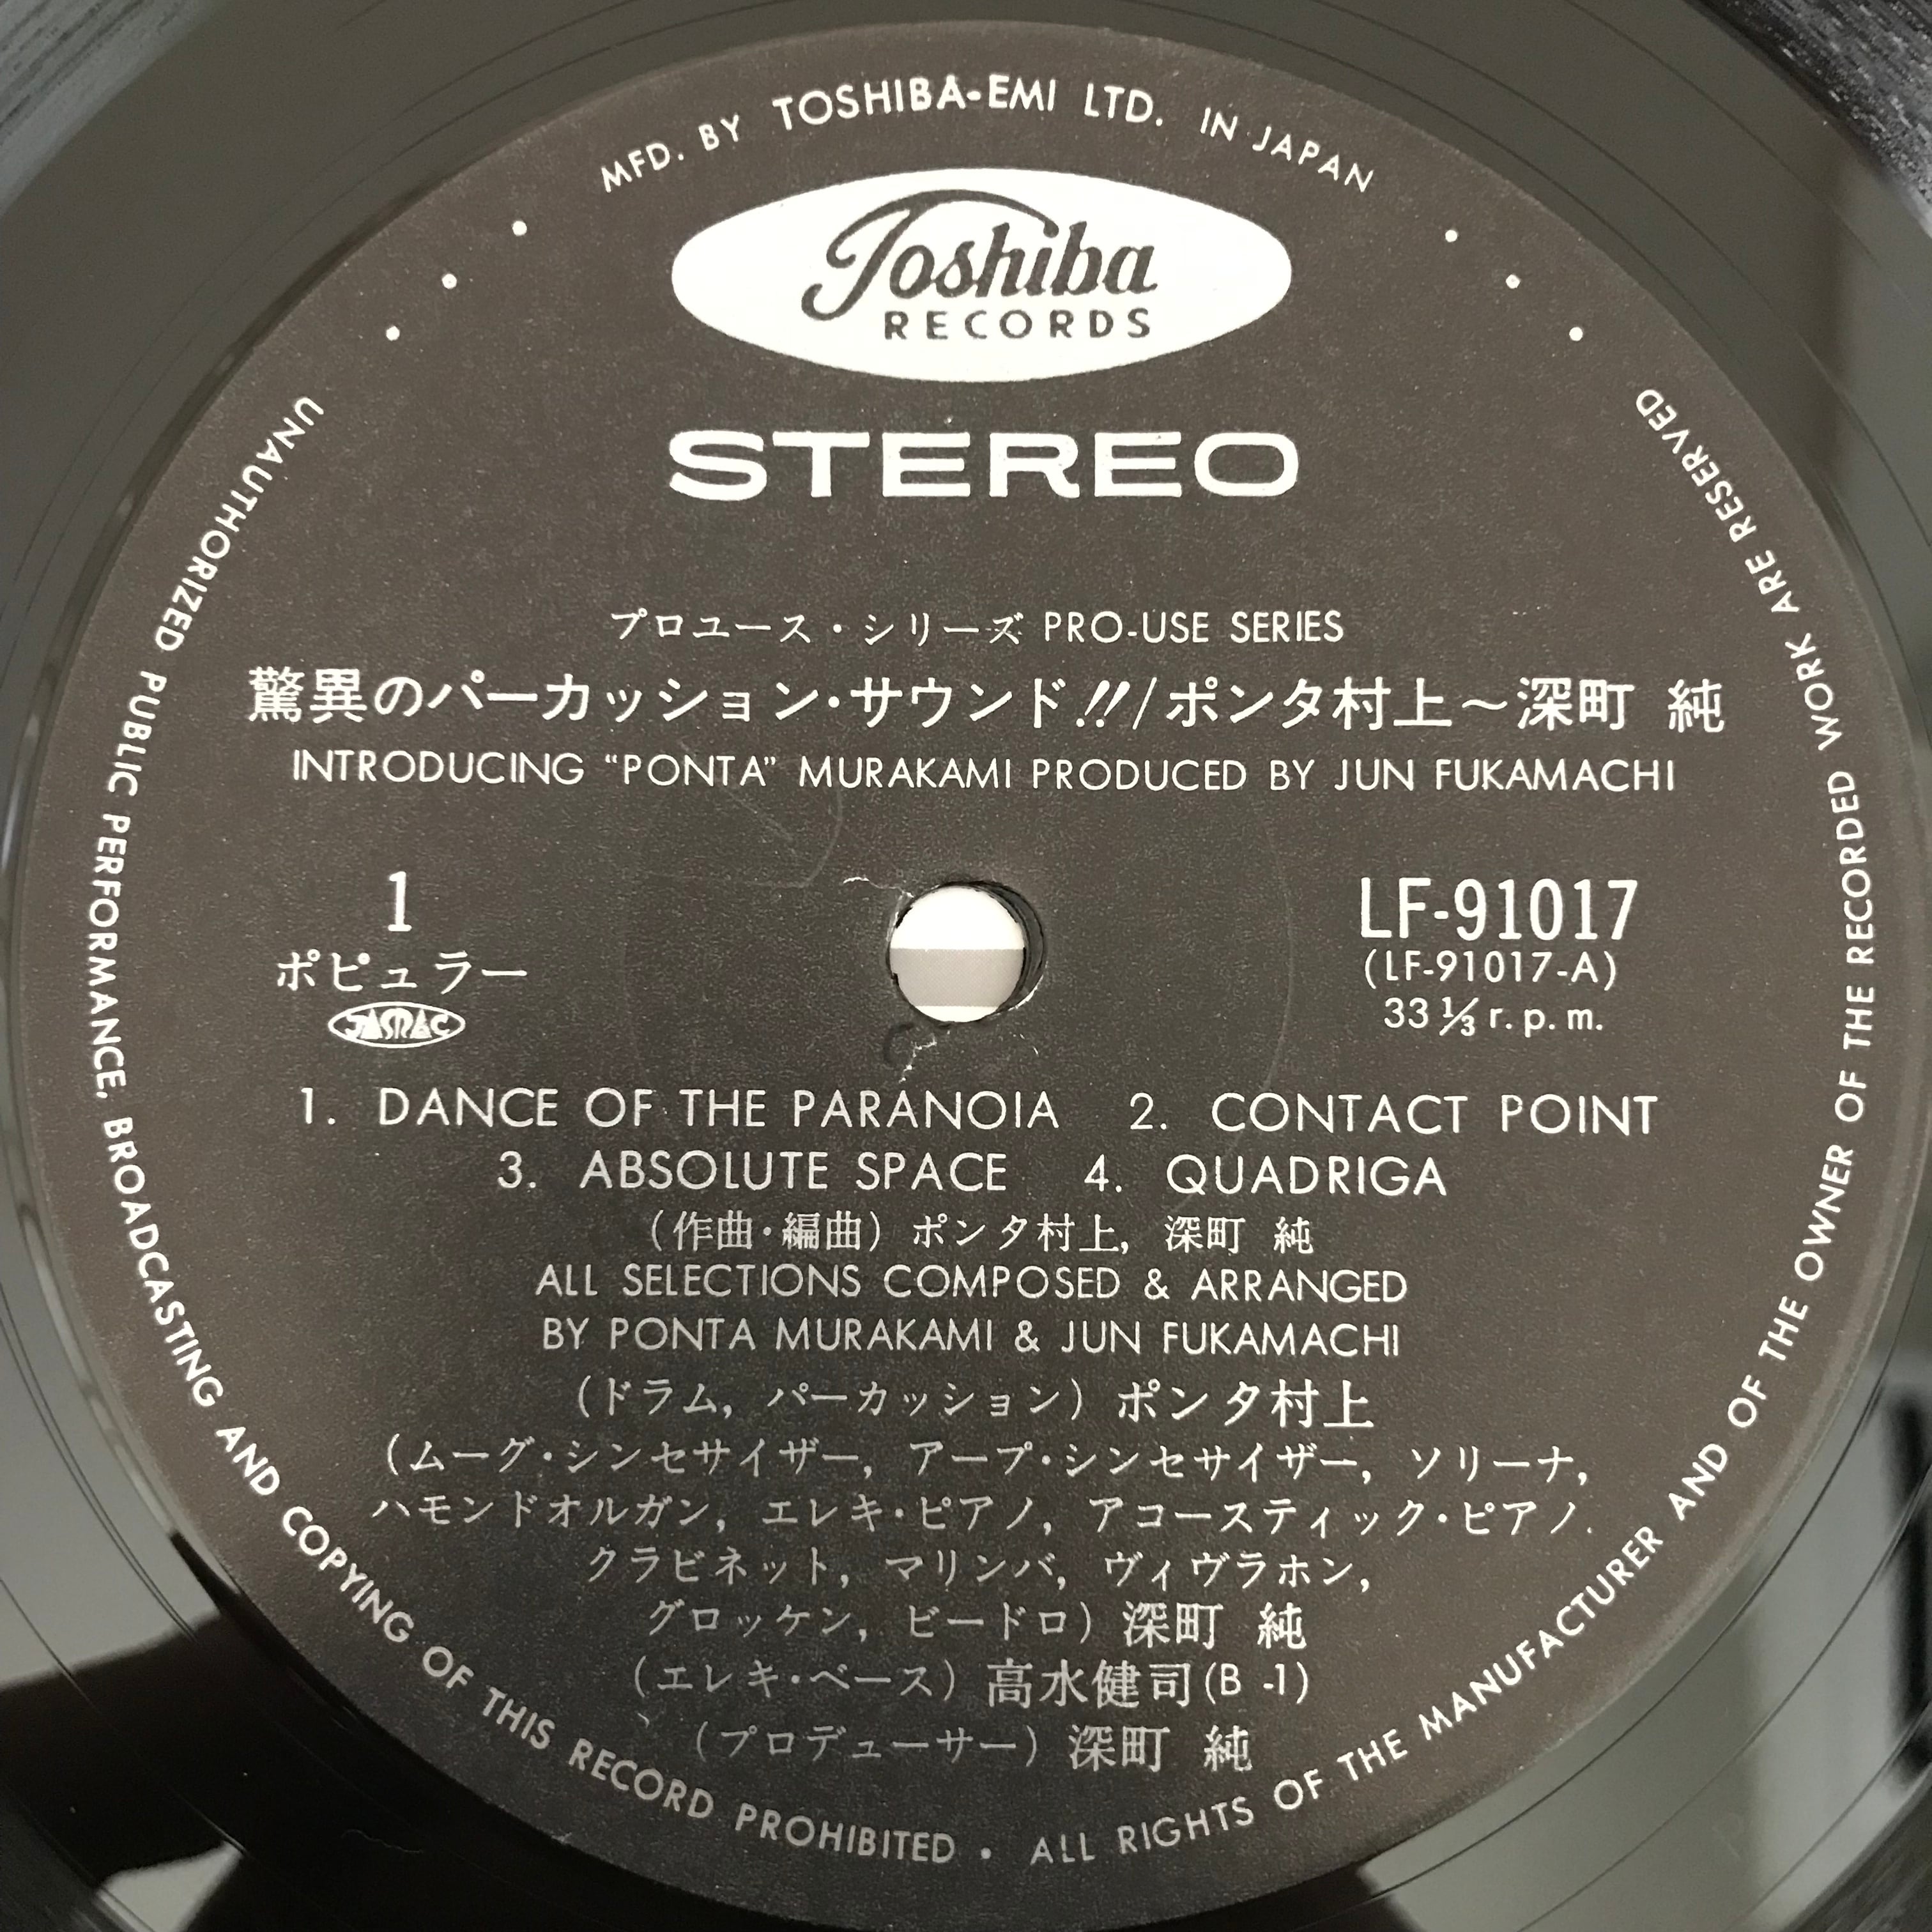 MFD. BY TOSHIBA-EMI LTD. IN JAPAN
Toshiba
RECORDS
STEREO
プロユース・シリーズ PRO-USE SERIES
驚異のパーカッション・サウンド!!/ポンタ村上〜深町 純
INTRODUCING “PONTA” MURAKAMI PRODUCED BY JUN FUKAMACHI
1
ポピュラー
JASRAC
LF-91017
(LF-91017-A)
33 1/3 r.p.m.
1. DANCE OF THE PARANOIA 2. CONTACT POINT
3. ABSOLUTE SPACE 4. QUADRIGA
(作曲・編曲) ポンタ村上, 深町 純
ALL SELECTIONS COMPOSED & ARRANGED
BY PONTA MURAKAMI & JUN FUKAMACHI
(ドラム, パーカッション) ポンタ村上
(ムーグ・シンセサイザー, アープ・シンセサイザー, ソリーナ,
ハモンドオルガン, エレキ・ピアノ, アコースティック・ピアノ.
クラビネット, マリンバ, ヴィヴラホン,
グロッケン, ビードロ) 深町 純
(エレキ・ベース) 高水健司(B -1)
(プロデューサー) 深町 純
UNAUTHORIZED PUBLIC PERFORMANCE, BROADCASTING AND COPYING OF THIS RECORD PROHIBITED • ALL RIGHTS OF THE MANUFACTURER AND OF THE OWNER OF THE RECORDED WORK ARE RESERVED